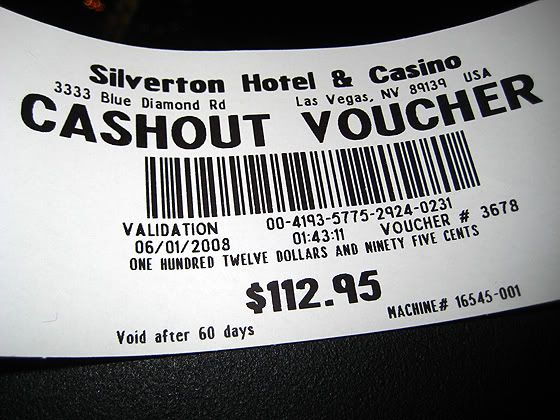 Silverton Hotel & Casino
3333 Blue Diamond Rd Las Vegas, NV 89139 USA
CASHOUT VOUCHER
VALIDATION 00-4193-5775-2924-0231
06/01/2008 01:43:11 VOUCHER # 3678
ONE HUNDRED TWELVE DOLLARS AND NINETY FIVE CENTS
$112.95
Void after 60 days MACHINE# 16545-001